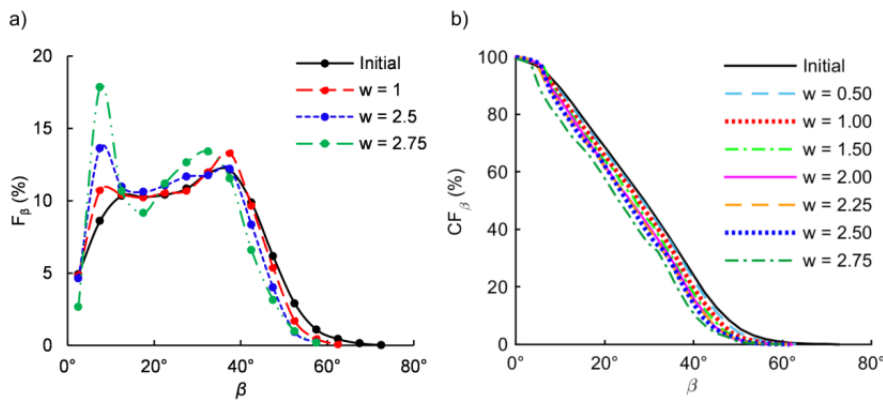 a)
20
15
10
5
0
F_β (%)
0° 20° 40° 60° 80°
β
Initial
w = 1
w = 2.5
w = 2.75
b)
100
80
60
40
20
0
CF_β (%)
0° 20° 40° 60° 80°
β
Initial
w = 0.50
w = 1.00
w = 1.50
w = 2.00
w = 2.25
w = 2.50
w = 2.75